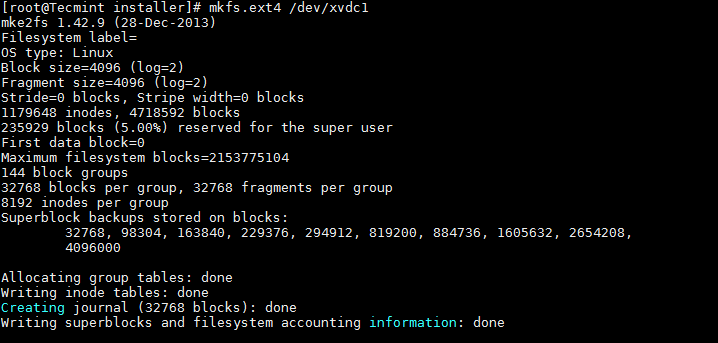 [root@Tecmint installer]# mkfs.ext4 /dev/xvdc1
mke2fs 1.42.9 (28-Dec-2013)
Filesystem label=
OS type: Linux
Block size=4096 (log=2)
Fragment size=4096 (log=2)
Stride=0 blocks, Stripe width=0 blocks
1179648 inodes, 4718592 blocks
235929 blocks (5.00%) reserved for the super user
First data block=0
Maximum filesystem blocks=2153775104
144 block groups
32768 blocks per group, 32768 fragments per group
8192 inodes per group
Superblock backups stored on blocks:
32768, 98304, 163840, 229376, 294912, 819200, 884736, 1605632, 2654208,
4096000
Allocating group tables: done
Writing inode tables: done
Creating journal (32768 blocks): done
Writing superblocks and filesystem accounting information: done